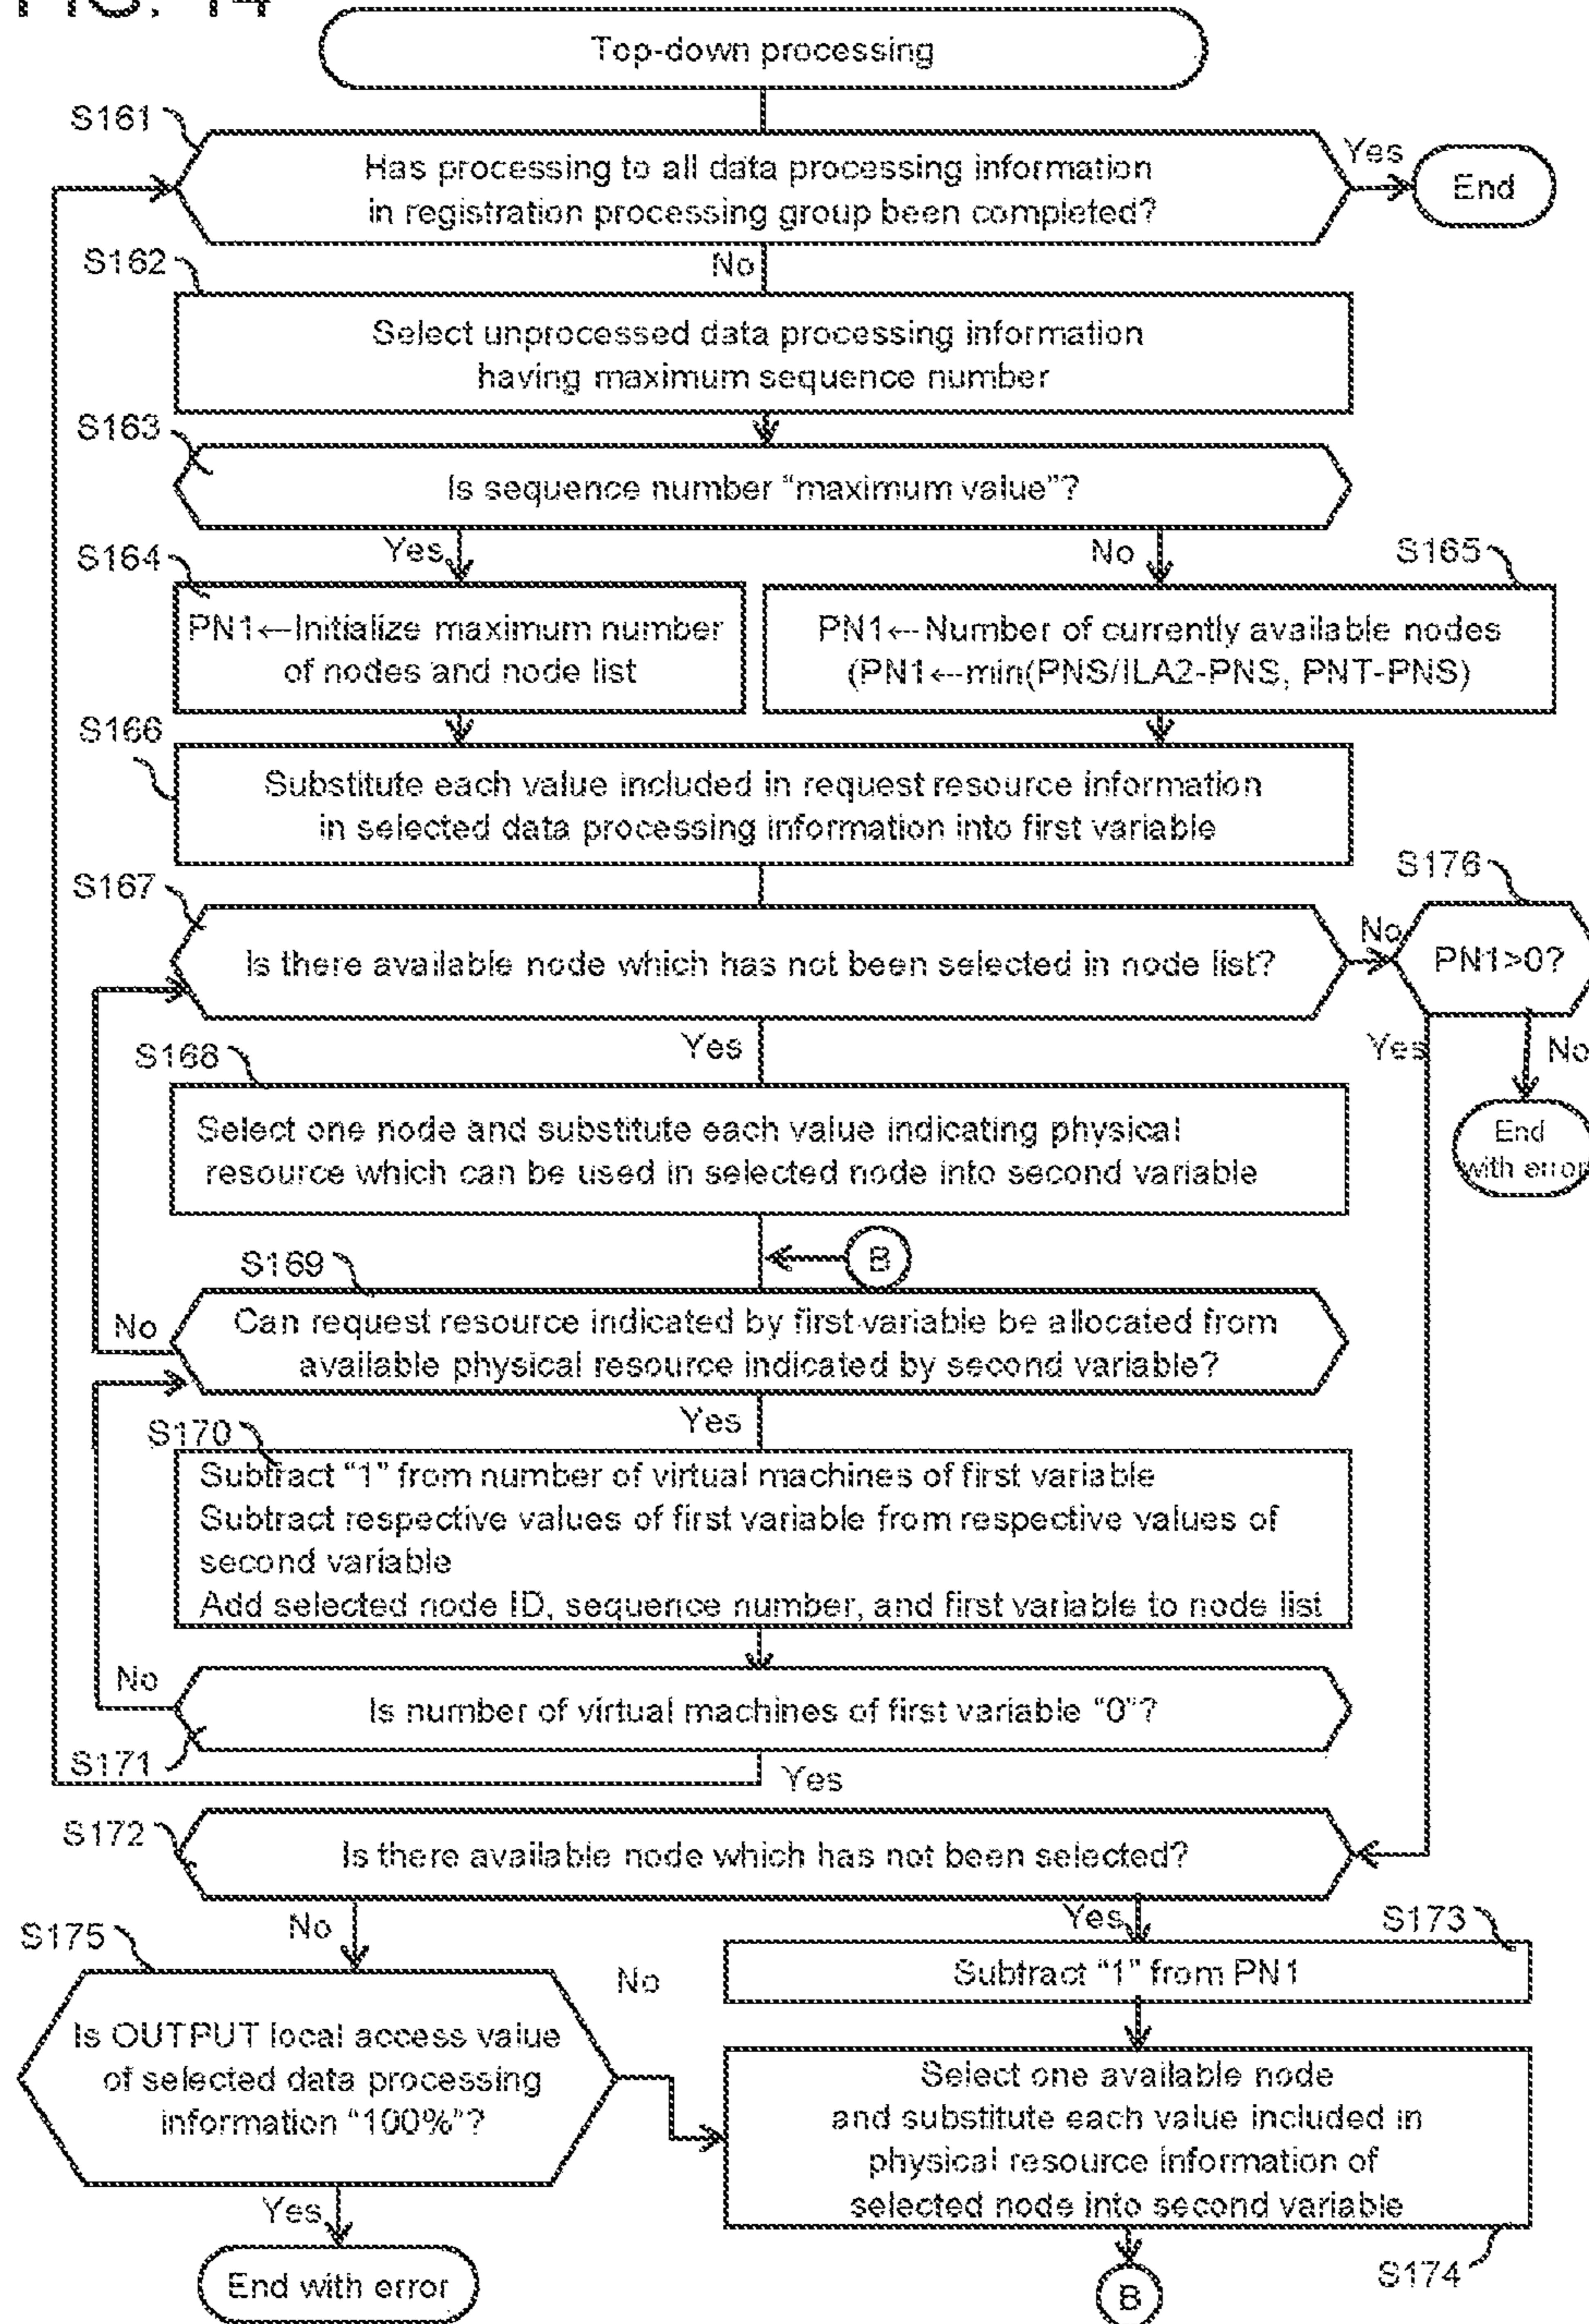 FIG. 14
Top-down processing
S161
Has processing to all data processing information
in registration processing group been completed?
Yes
End
S162
No
Select unprocessed data processing information
having maximum sequence number
S163
Is sequence number “maximum value”?
S164
Yes
No
S165
PN1←Initialize maximum number
of nodes and node list
PN1←Number of currently available nodes
(PN1←min(PNS/ILA2-PNS, PNT-PNS)
S166
Substitute each value included in request resource information
in selected data processing information into first variable
S167
Is there available node which has not been selected in node list?
No
S176
PN1>0?
Yes
No
End
with error
S168
Yes
Select one node and substitute each value indicating physical
resource which can be used in selected node into second variable
B
S169
No
Can request resource indicated by first variable be allocated from
available physical resource indicated by second variable?
Yes
S170
Subtract “1” from number of virtual machines of first variable
Subtract respective values of first variable from respective values of
second variable
Add selected node ID, sequence number, and first variable to node list
No
Is number of virtual machines of first variable “0”?
S171
Yes
S172
Is there available node which has not been selected?
S175
No
Yes
S173
Subtract “1” from PN1
No
Is OUTPUT local access value
of selected data processing
information “100%”?
Select one available node
and substitute each value included in
physical resource information of
selected node into second variable
Yes
S174
End with error
B